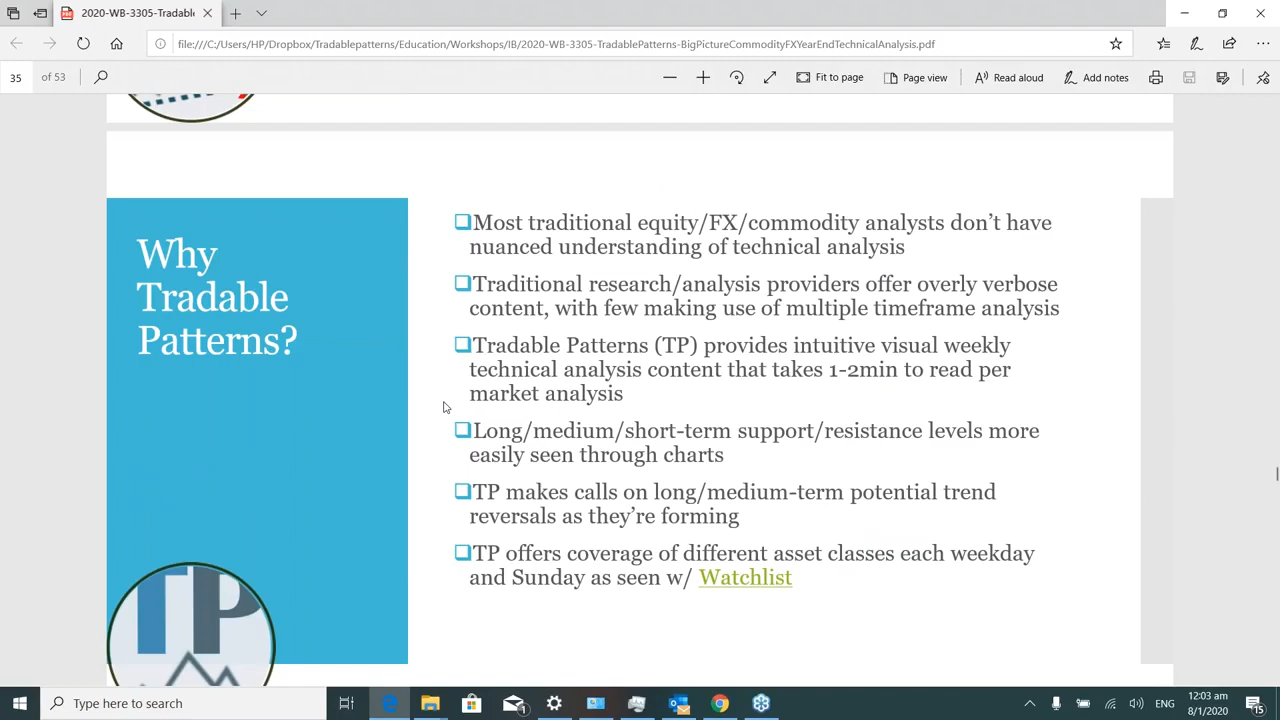 2020-WB-3305-Tradabl
file:///C:/Users/HP/Dropbox/Tradablepatterns/Education/Workshops/IB/2020-WB-3305-TradablePatterns-BigPictureCommodityFXYearEndTechnicalAnalysis.pdf
35 of 53 Fit to page Page view Read aloud Add notes
Why
Tradable
Patterns?
Most traditional equity/FX/commodity analysts don’t have
nuanced understanding of technical analysis
Traditional research/analysis providers offer overly verbose
content, with few making use of multiple timeframe analysis
Tradable Patterns (TP) provides intuitive visual weekly
technical analysis content that takes 1-2min to read per
market analysis
Long/medium/short-term support/resistance levels more
easily seen through charts
TP makes calls on long/medium-term potential trend
reversals as they’re forming
TP offers coverage of different asset classes each weekday
and Sunday as seen w/ Watchlist
TP
Type here to search
ENG
12:03 am
8/1/2020
15